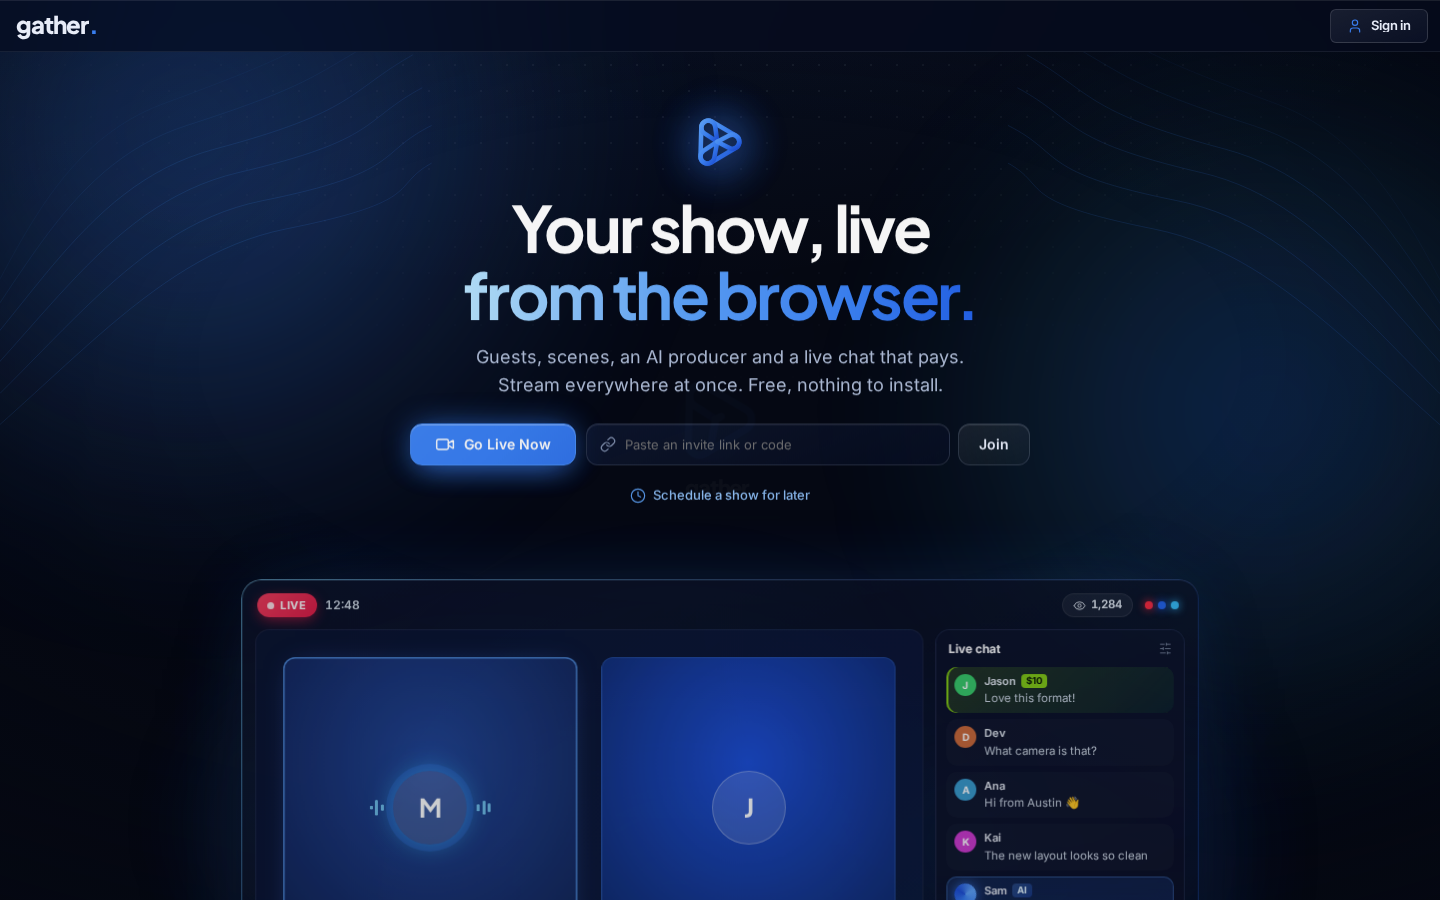 gather.
Sign in
Your show, live
from the browser.
Guests, scenes, an AI producer and a live chat that pays.
Stream everywhere at once. Free, nothing to install.
Go Live Now
Paste an invite link or code
Join
Schedule a show for later
LIVE
12:48
1,284
Live chat
J
Jason $10
Love this format!
D
Dev
What camera is that?
A
Ana
Hi from Austin 👋
K
Kai
The new layout looks so clean
Sam AI
M
J